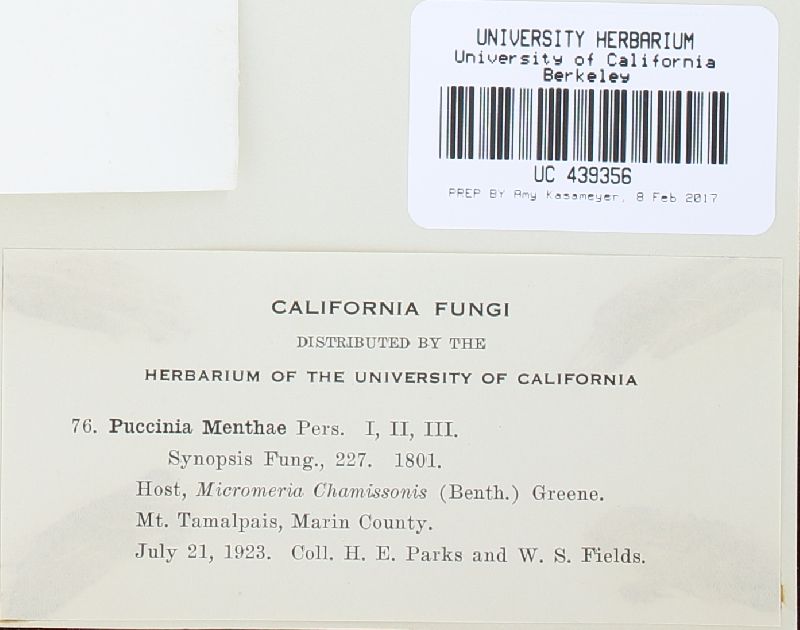 UNIVERSITY HERBARIUM
University of California
Berkeley
UC 439356
PREP BY Amy Kasameyer, 8 Feb 2017
CALIFORNIA FUNGI
DISTRIBUTED BY THE
HERBARIUM OF THE UNIVERSITY OF CALIFORNIA
76. Puccinia Menthae Pers. I, II, III.
Synopsis Fung., 227. 1801.
Host, Micromeria Chamissonis (Benth.) Greene.
Mt. Tamalpais, Marin County.
July 21, 1923. Coll. H. E. Parks and W. S. Fields.